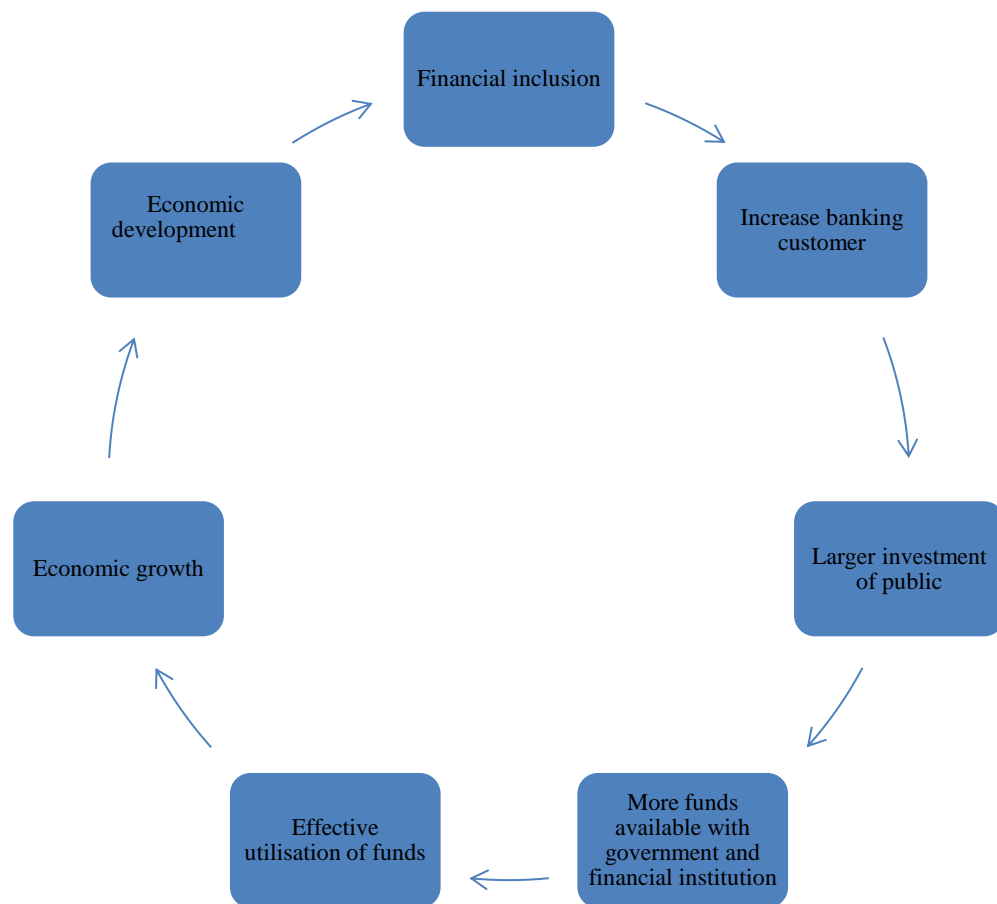 Financial inclusion
Increase banking
customer
Larger investment
of public
More funds
available with
government and
financial institution
Effective
utilisation of funds
Economic growth
Economic
development